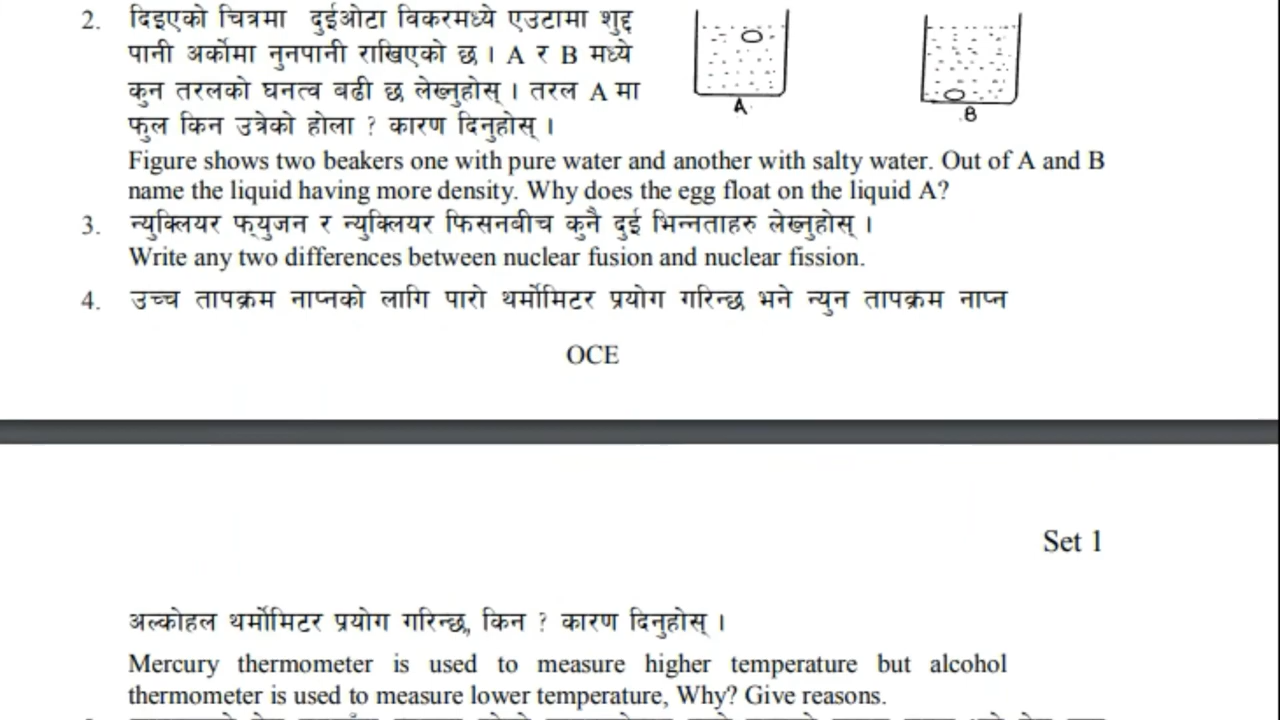 2. दिइएको चित्रमा दुईओटा विकरमध्ये एउटामा शुद्द
पानी अर्कोमा नुनपानी राखिएको छ । A र B मध्ये
कुन तरलको घनत्व बढी छ लेख्नुहोस् । तरल A मा
फुल किन उत्रेको होला ? कारण दिनुहोस् ।
A
B
Figure shows two beakers one with pure water and another with salty water. Out of A and B
name the liquid having more density. Why does the egg float on the liquid A?
3. न्युक्लियर फ्युजन र न्युक्लियर फिसनबीच कुनै दुई भिन्नताहरु लेख्नुहोस् ।
Write any two differences between nuclear fusion and nuclear fission.
4. उच्च तापक्रम नाप्नको लागि पारो थर्मोमिटर प्रयोग गरिन्छ भने न्युन तापक्रम नाप्न
OCE
Set 1
अल्कोहल थर्मोमिटर प्रयोग गरिन्छ, किन ? कारण दिनुहोस् ।
Mercury thermometer is used to measure higher temperature but alcohol
thermometer is used to measure lower temperature, Why? Give reasons.